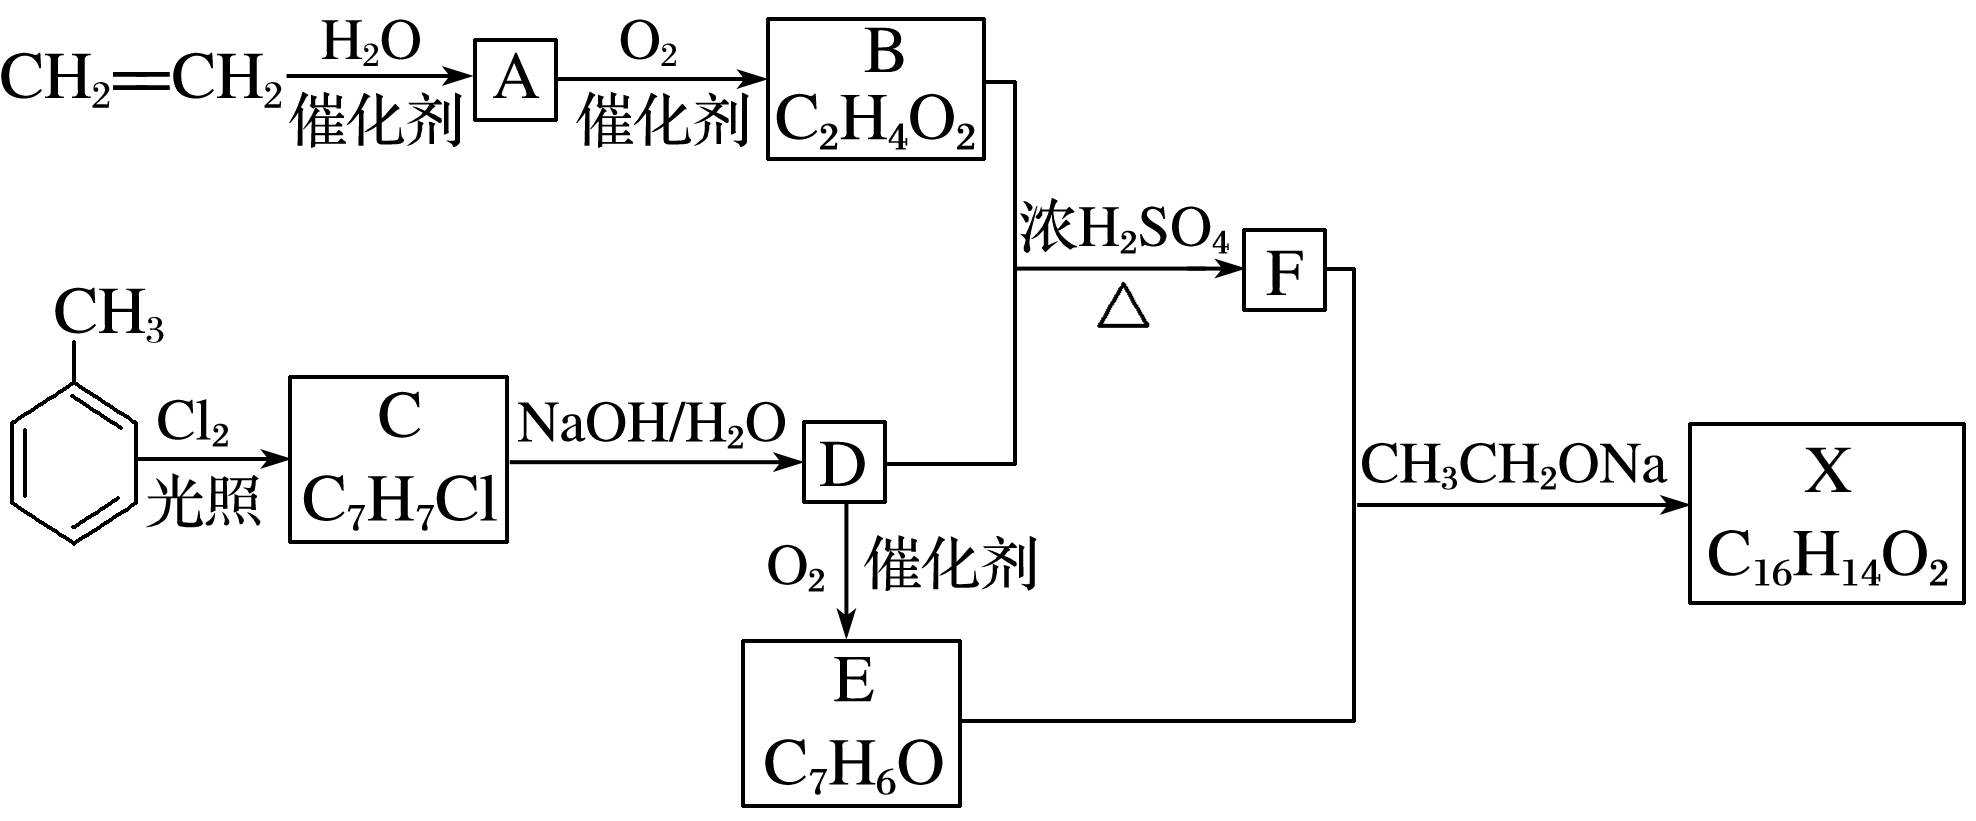 CH₂=CH₂
H₂O
催化剂
A
O₂
催化剂
B
C₂H₄O₂
浓H₂SO₄
△
F
CH₃
Cl₂
光照
C
C₇H₇Cl
NaOH/H₂O
D
O₂ 催化剂
E
C₇H₆O
CH₃CH₂ONa
X
C₁₆H₁₄O₂